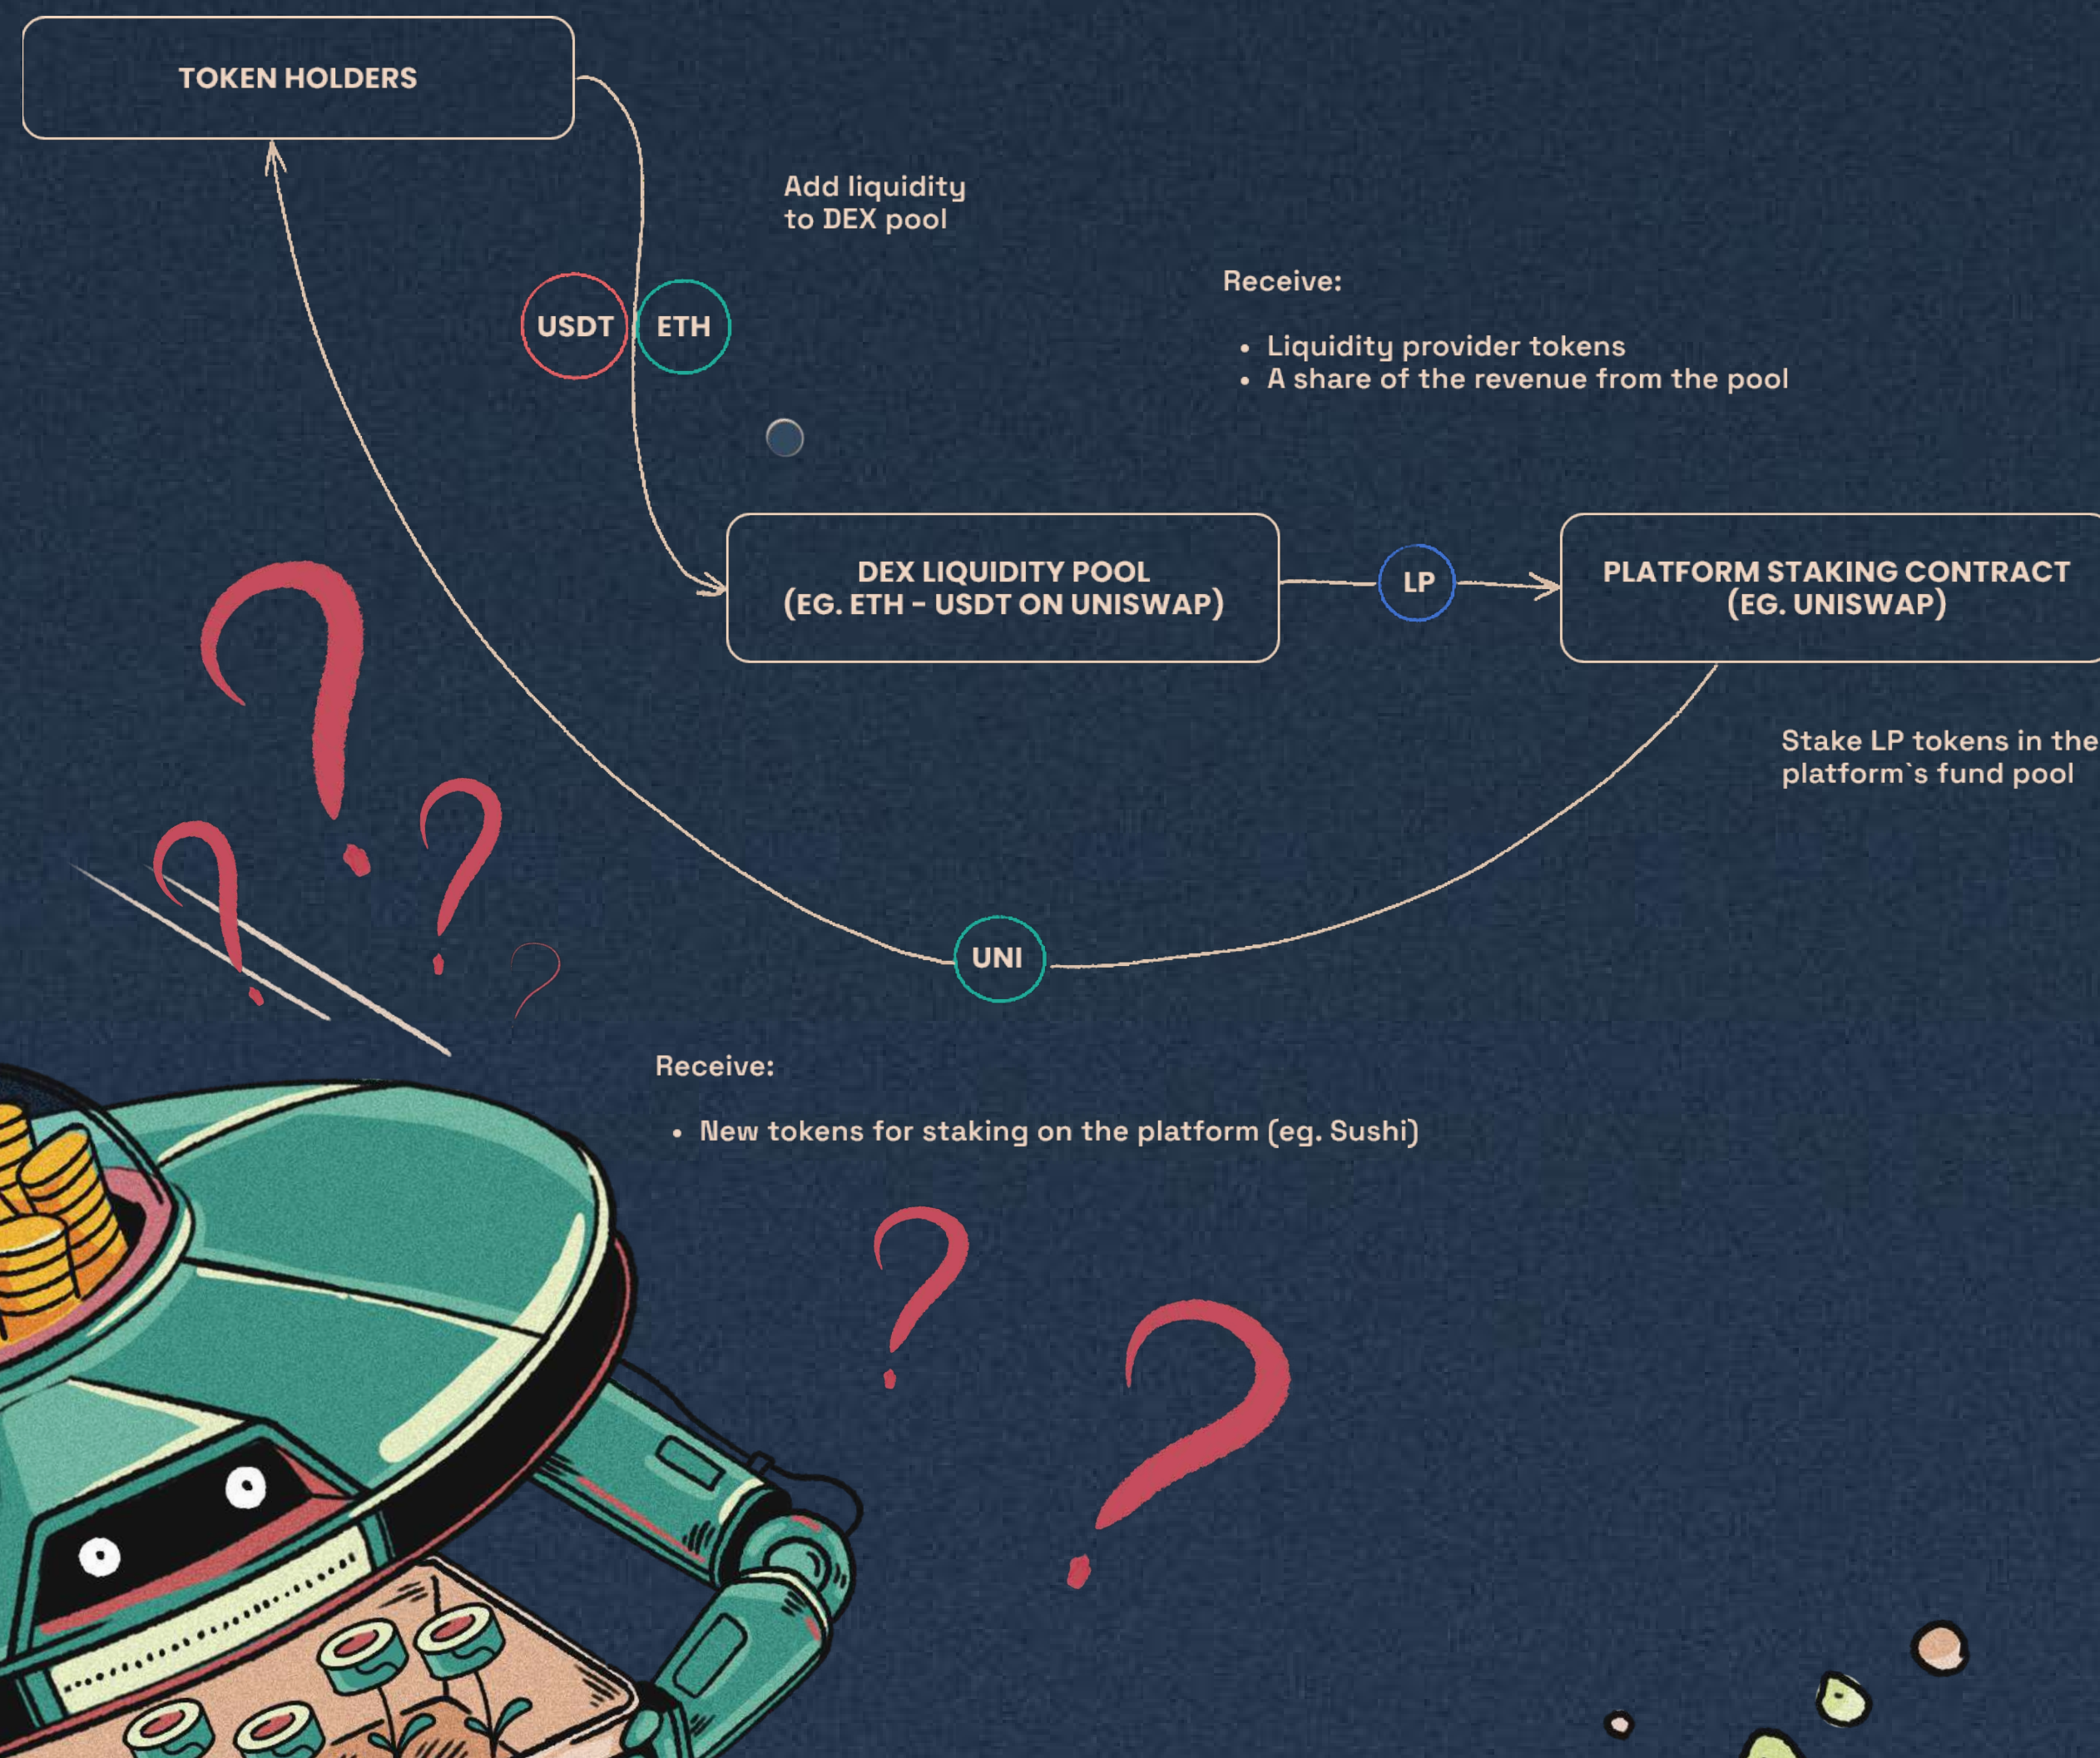 TOKEN HOLDERS
Add liquidity
to DEX pool
USDT
ETH
Receive:
• Liquidity provider tokens
• A share of the revenue from the pool
DEX LIQUIDITY POOL
(EG. ETH - USDT ON UNISWAP)
LP
PLATFORM STAKING CONTRACT
(EG. UNISWAP)
Stake LP tokens in the
platform`s fund pool
UNI
Receive:
• New tokens for staking on the platform (eg. Sushi)